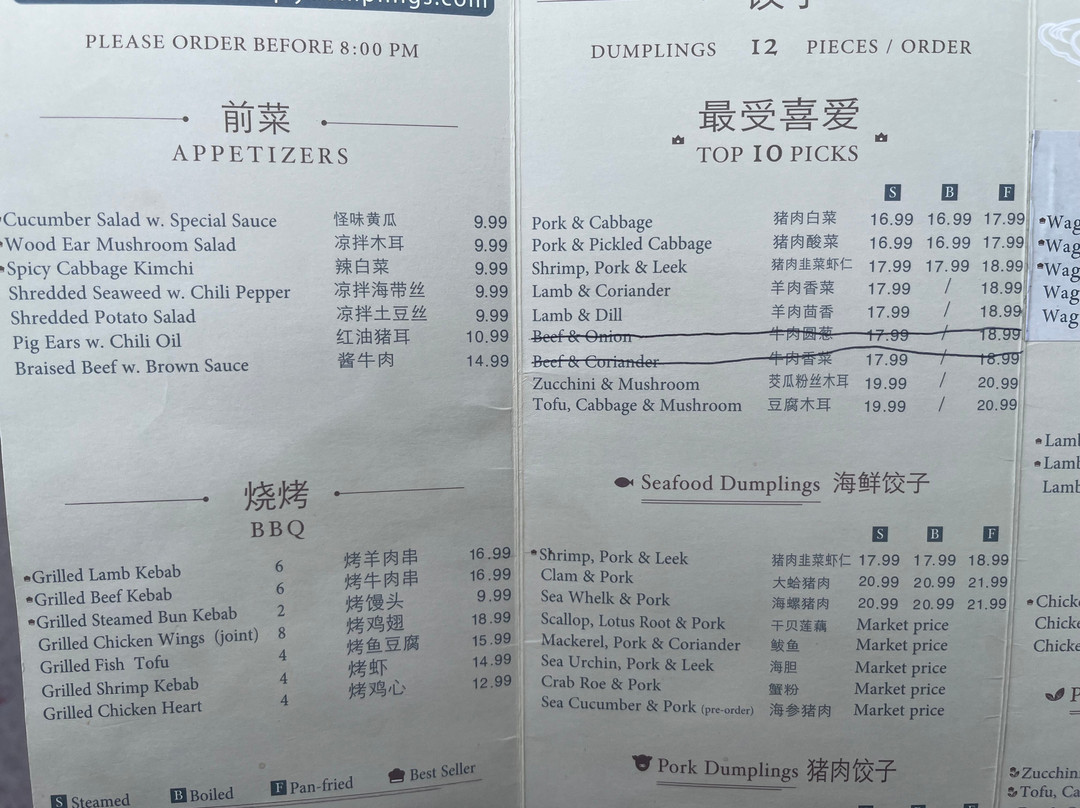 PLEASE ORDER BEFORE 8:00 PM
前菜
APPETIZERS
Cucumber Salad w. Special Sauce 怪味黄瓜 9.99
Wood Ear Mushroom Salad 凉拌木耳 9.99
Spicy Cabbage Kimchi 辣白菜 9.99
Shredded Seaweed w. Chili Pepper 凉拌海带丝 9.99
Shredded Potato Salad 凉拌土豆丝 9.99
Pig Ears w. Chili Oil 红油猪耳 10.99
Braised Beef w. Brown Sauce 酱牛肉 14.99
烧烤
BBQ
Grilled Lamb Kebab 6 烤羊肉串 16.99
Grilled Beef Kebab 6 烤牛肉串 16.99
Grilled Steamed Bun Kebab 2 烤馒头 9.99
Grilled Chicken Wings (joint) 8 烤鸡翅 18.99
Grilled Fish Tofu 4 烤鱼豆腐 15.99
Grilled Shrimp Kebab 4 烤虾 14.99
Grilled Chicken Heart 4 烤鸡心 12.99
S Steamed B Boiled F Pan-fried Best Seller
饺子
DUMPLINGS 12 PIECES / ORDER
最受喜爱
TOP 10 PICKS
S B F
Pork & Cabbage 猪肉白菜 16.99 16.99 17.99
Pork & Pickled Cabbage 猪肉酸菜 16.99 16.99 17.99
Shrimp, Pork & Leek 猪肉韭菜虾仁 17.99 17.99 18.99
Lamb & Coriander 羊肉香菜 17.99 / 18.99
Lamb & Dill 羊肉茴香 17.99 / 18.99
Beef & Onion 牛肉圆葱 17.99 / 18.99
Beef & Coriander 牛肉香菜 17.99 / 18.99
Zucchini & Mushroom 茭瓜粉丝木耳 19.99 / 20.99
Tofu, Cabbage & Mushroom 豆腐木耳 19.99 / 20.99
Seafood Dumplings 海鲜饺子
S B F
Shrimp, Pork & Leek 猪肉韭菜虾仁 17.99 17.99 18.99
Clam & Pork 大蛤猪肉 20.99 20.99 21.99
Sea Whelk & Pork 海螺猪肉 20.99 20.99 21.99
Scallop, Lotus Root & Pork 干贝莲藕 Market price
Mackerel, Pork & Coriander 鲅鱼 Market price
Sea Urchin, Pork & Leek 海胆 Market price
Crab Roe & Pork 蟹粉 Market price
Sea Cucumber & Pork (pre-order) 海参猪肉 Market price
Pork Dumplings 猪肉饺子
Wag
Wag
Wag
Wag
Wag
Lamb
Lamb
Lamb
Chicke
Chicke
Chicke
P
Zucchin
Tofu, Ca